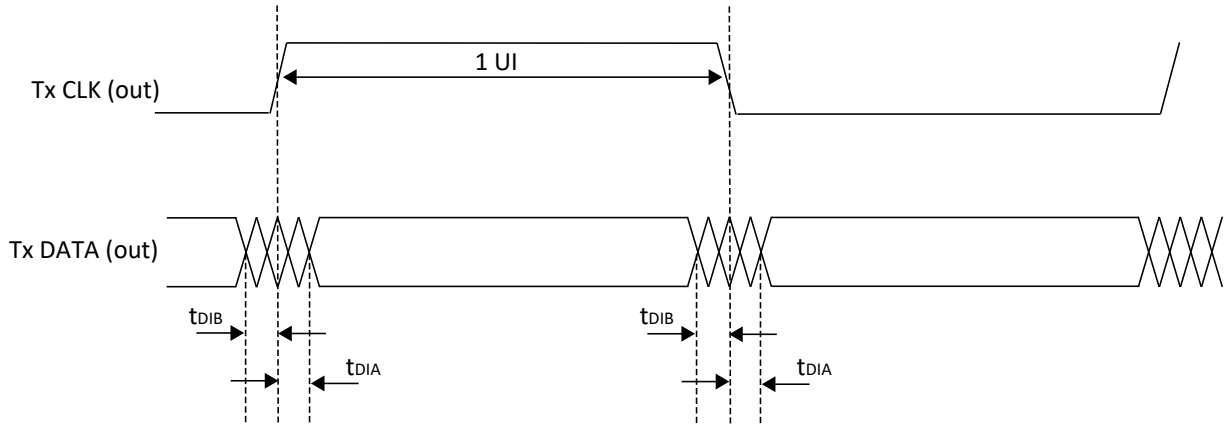 1 UI
Tx CLK (out)
Tx DATA (out)
tDIB
tDIB
tDIA
tDIA